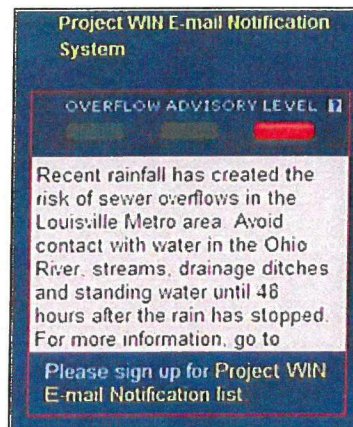 Project WIN E-mail Notification
System
OVERFLOW ADVISORY LEVEL ?
Recent rainfall has created the
risk of sewer overflows in the
Louisville Metro area. Avoid
contact with water in the Ohio
River, streams, drainage ditches
and standing water until 48
hours after the rain has stopped.
For more information, go to
Please sign up for Project WIN
E-mail Notification list